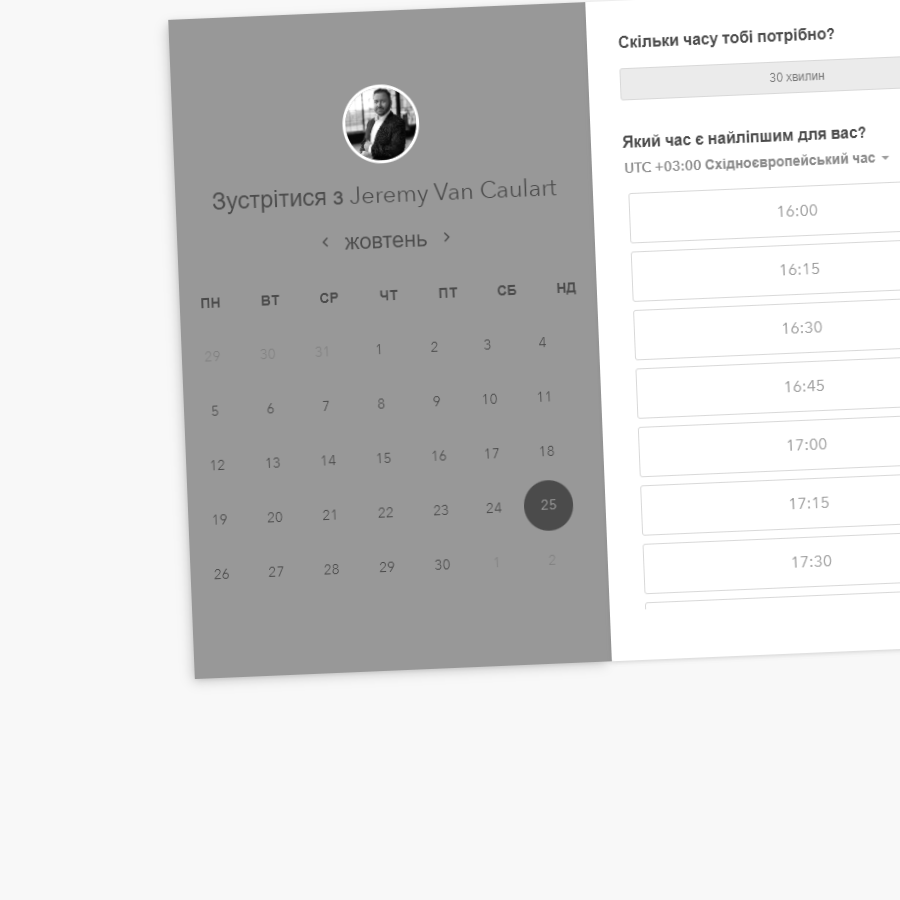 Зустрітися з Jeremy Van Caulart
‹ жовтень ›
ПН ВТ СР ЧТ ПТ СБ НД
29 30 31 1 2 3 4
5 6 7 8 9 10 11
12 13 14 15 16 17 18
19 20 21 22 23 24 25
26 27 28 29 30 1 2
Скільки часу тобі потрібно?
30 хвилин
Який час є найліпшим для вас?
UTC +03:00 Східноєвропейський час
16:00
16:15
16:30
16:45
17:00
17:15
17:30